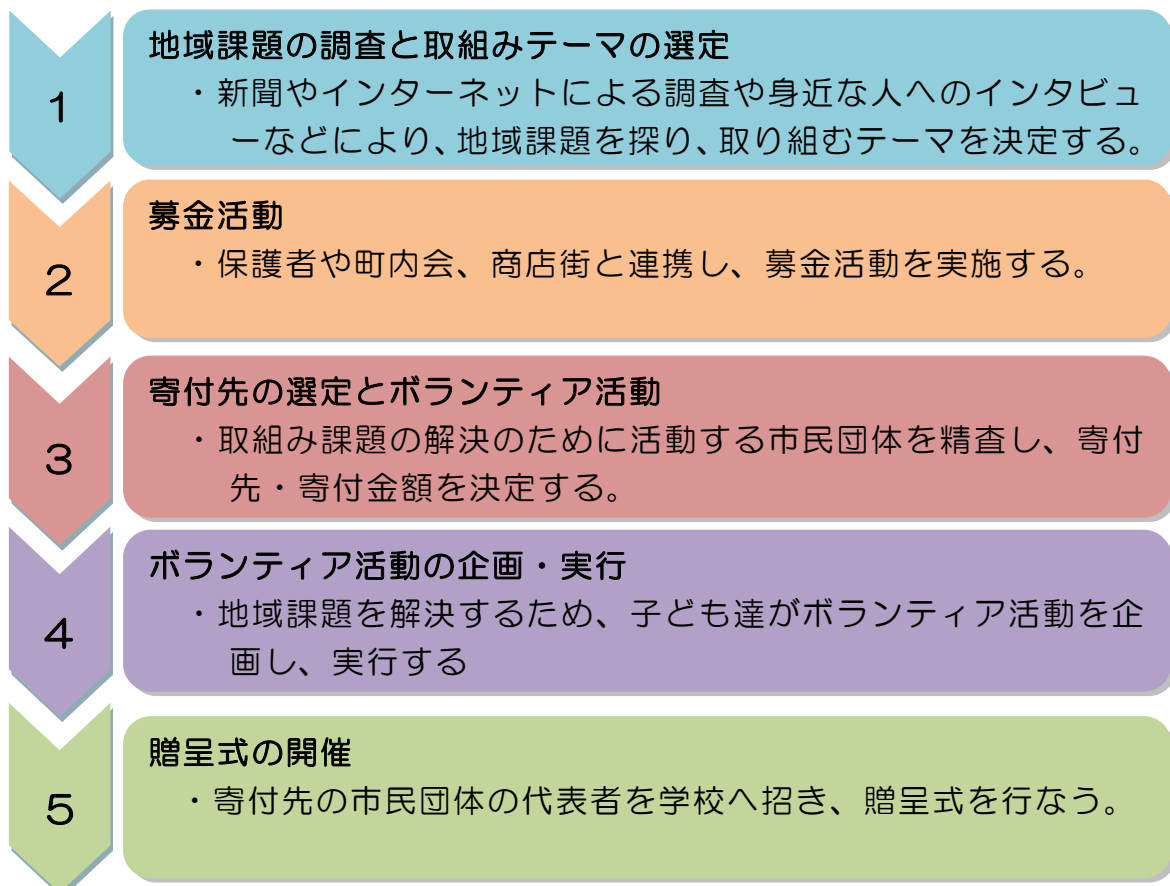 1
地域課題の調査と取組みテーマの選定
・新聞やインターネットによる調査や身近な人へのインタビュ
ーなどにより、地域課題を探り、取り組むテーマを決定する。
2
募金活動
・保護者や町内会、商店街と連携し、募金活動を実施する。
3
寄付先の選定とボランティア活動
・取組み課題の解決のために活動する市民団体を精査し、寄付
先・寄付金額を決定する。
4
ボランティア活動の企画・実行
・地域課題を解決するため、子ども達がボランティア活動を企
画し、実行する
5
贈呈式の開催
・寄付先の市民団体の代表者を学校へ招き、贈呈式を行なう。